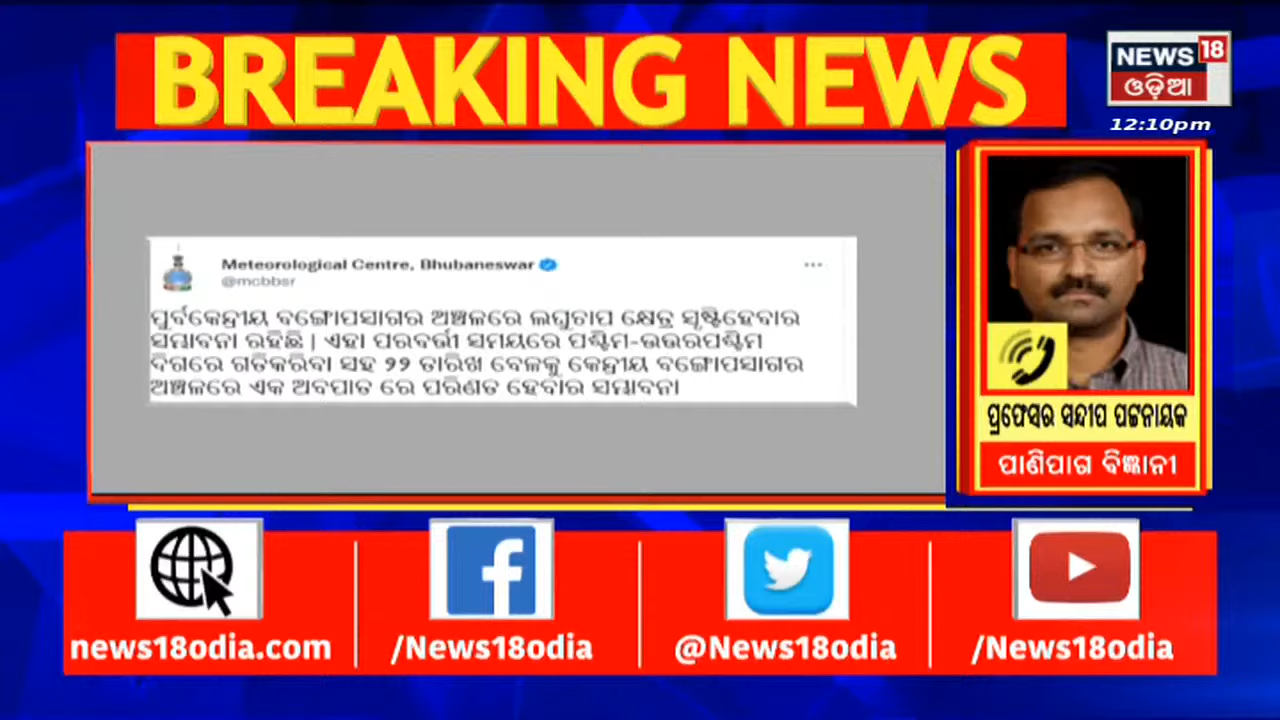 BREAKING NEWS
NEWS 18
ଓଡ଼ିଆ
12:10pm
Meteorological Centre, Bhubaneswar
@mcbbsr
ପୂର୍ବକେନ୍ଦ୍ରୀୟ ବଙ୍ଗୋପସାଗର ଅଞ୍ଚଳରେ ଲଘୁଚାପ କ୍ଷେତ୍ର ସୃଷ୍ଟିହେବାର
ସମ୍ଭାବନା ରହିଛି | ଏହା ପରବର୍ତ୍ତୀ ସମୟରେ ପଶ୍ଚିମ-ଉତ୍ତରପଶ୍ଚିମ
ଦିଗରେ ଗତିକରିବା ସହ ୨୨ ତାରିଖ ବେଳକୁ କେନ୍ଦ୍ରୀୟ ବଙ୍ଗୋପସାଗର
ଅଞ୍ଚଳରେ ଏକ ଅବପାତ ରେ ପରିଣତ ହେବାର ସମ୍ଭାବନା
ପ୍ରଫେସର ସନ୍ଦୀପ ପଟ୍ଟନାୟକ
ପାଣିପାଗ ବିଜ୍ଞାନୀ
news18odia.com
/News18odia
@News18odia
/News18odia